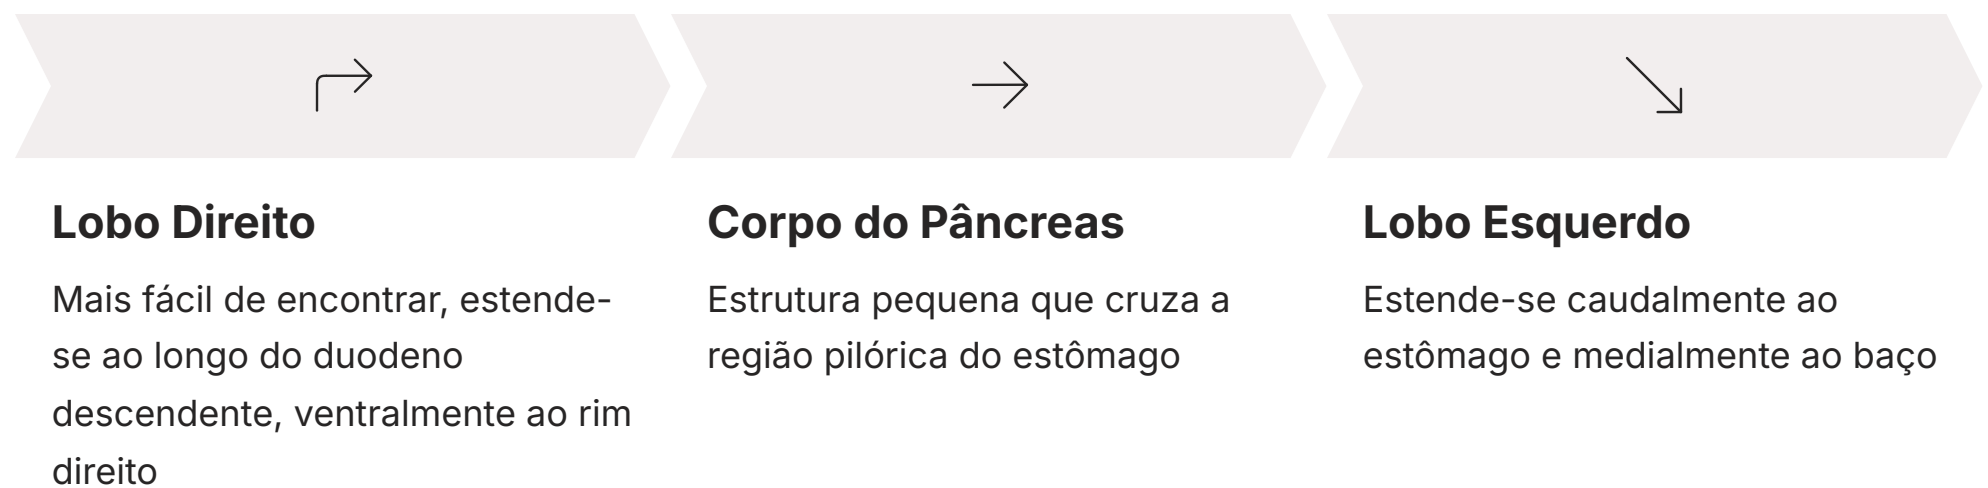 Lobo Direito
Mais fácil de encontrar, estende-
se ao longo do duodeno
descendente, ventralmente ao rim
direito
Corpo do Pâncreas
Estrutura pequena que cruza a
região pilórica do estômago
Lobo Esquerdo
Estende-se caudalmente ao
estômago e medialmente ao baço